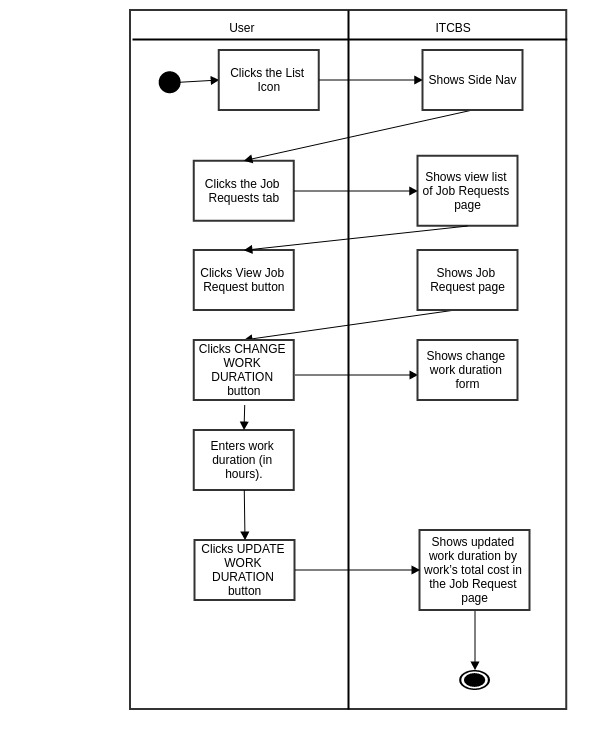 User
ITCBS
Clicks the List
Icon
Shows Side Nav
Clicks the Job
Requests tab
Shows view list
of Job Requests
page
Clicks View Job
Request button
Shows Job
Request page
Clicks CHANGE
WORK
DURATION
button
Shows change
work duration
form
Enters work
duration (in
hours).
Clicks UPDATE
WORK
DURATION
button
Shows updated
work duration by
work's total cost in
the Job Request
page